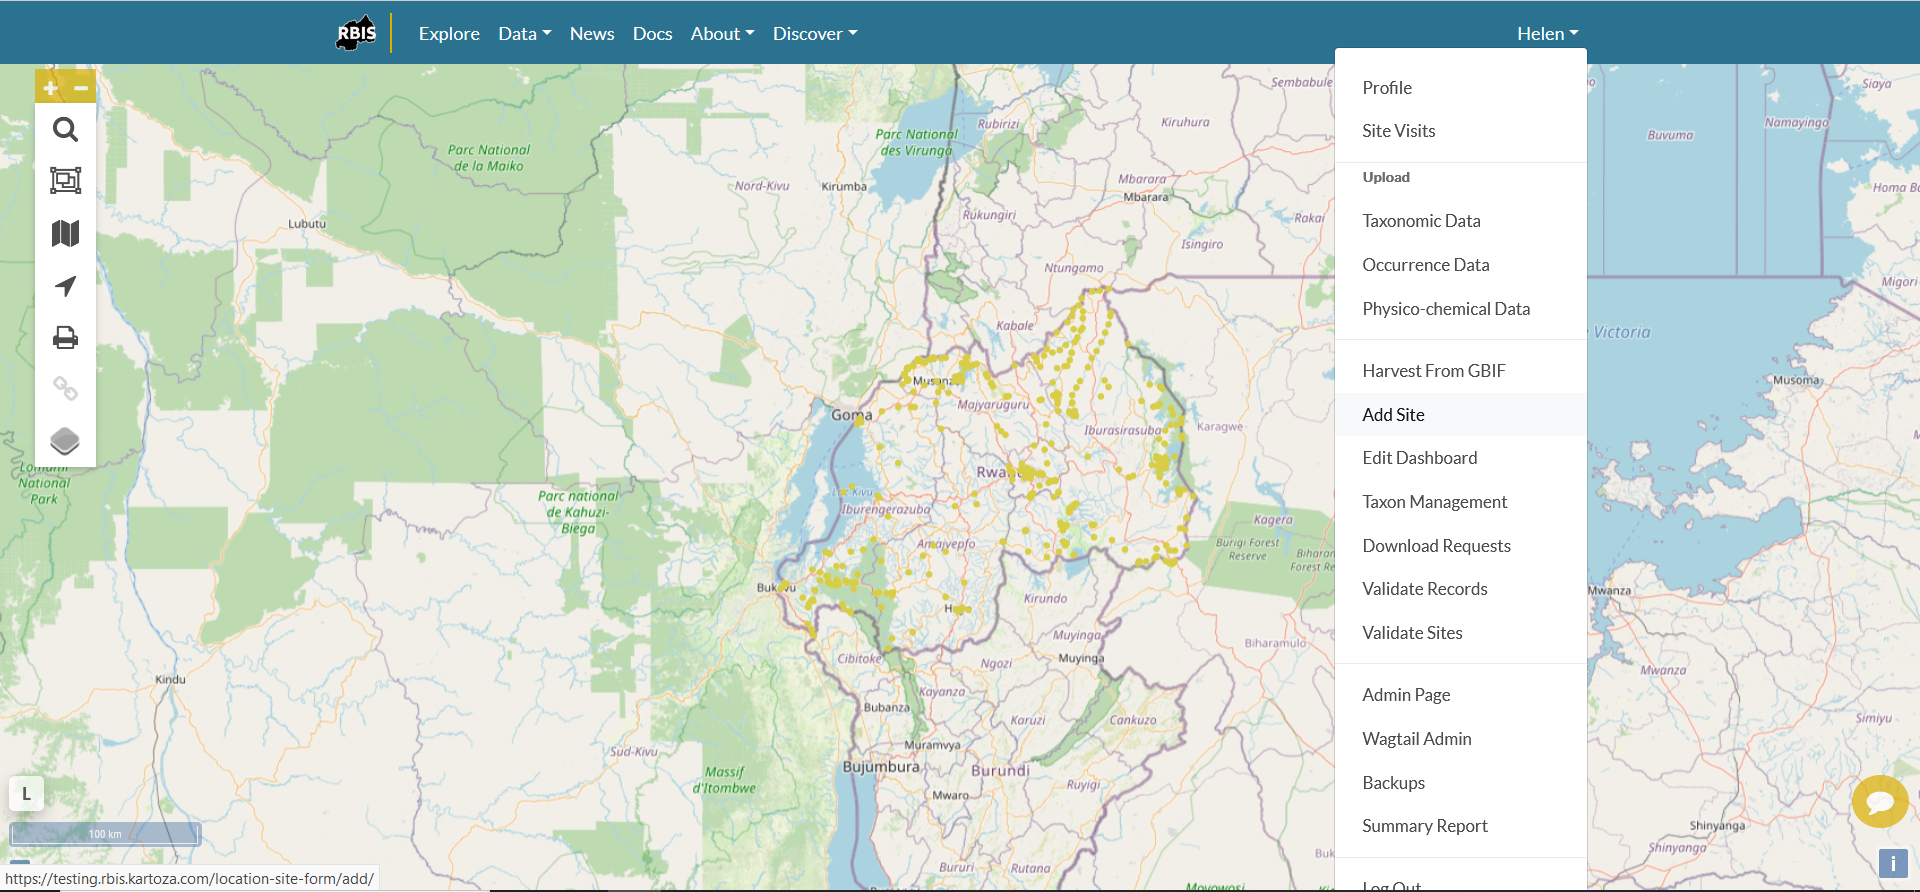 RBIS
Explore
Data
News
Docs
About
Discover
Helen
Profile
Site Visits
Upload
Taxonomic Data
Occurrence Data
Physico-chemical Data
Harvest From GBIF
Add Site
Edit Dashboard
Taxon Management
Download Requests
Validate Records
Validate Sites
Admin Page
Wagtail Admin
Backups
Summary Report
Log Out
Sembabule
Siaya
Rubirizi
Kiruhura
Namayingo
Buvuma
Parc National
des Virunga
Parc National
de la Maiko
Nord-Kivu
Kirumba
Mbarara
Mbarara
Homa Ba
Rukungiri
Rakai
Lubutu
Isingiro
Ntungamo
Migori
Kabale
Victoria
Musoma
Goma
Majyaruguru
Iburasirasuba
Karagwe
Lomami
National
Park
Parc national
de Kahuzi-
Biega
Iburengerazuba
Kagera
Amajyepfo
Burigi Forest
Reserve
Biharan
Forest Re
Mwanza
Kirundo
Muyinga
Biharamulo
Cibitoke
Ngozi
Muyinga
Mwanza
Kindu
Kayanza
Bubanza
Karuzi
Cankuzo
Simiyu
Sud-Kivu
Muramvya
Bujumbura
Burundi
Massif
d'Itombwe
Ruyigi
Mwaro
L
100 km
Shinyanga
Shinyanga
Bururi
Rutana
i
https://testing.rbis.kartoza.com/location-site-form/add/